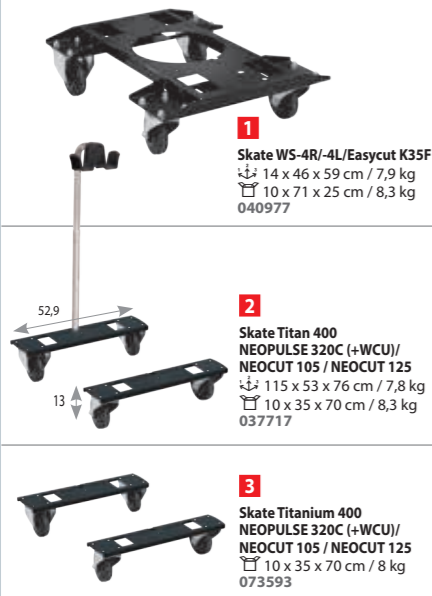 1
Skate WS-4R/-4L/Easycut K35F
14 x 46 x 59 cm / 7,9 kg
10 x 71 x 25 cm / 8,3 kg
040977
52,9
13
2
Skate Titan 400
NEOPULSE 320C (+WCU)/
NEOCUT 105 / NEOCUT 125
115 x 53 x 76 cm / 7,8 kg
10 x 35 x 70 cm / 8,3 kg
037717
3
Skate Titanium 400
NEOPULSE 320C (+WCU)/
NEOCUT 105 / NEOCUT 125
10 x 35 x 70 cm / 8 kg
073593